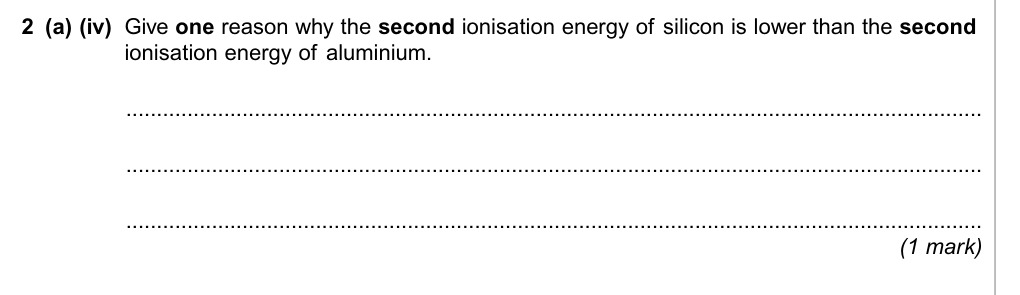 2 (a) (iv) Give one reason why the second ionisation energy of silicon is lower than the second
ionisation energy of aluminium.
................................................................................................................................................
................................................................................................................................................
................................................................................................................................................
(1 mark)